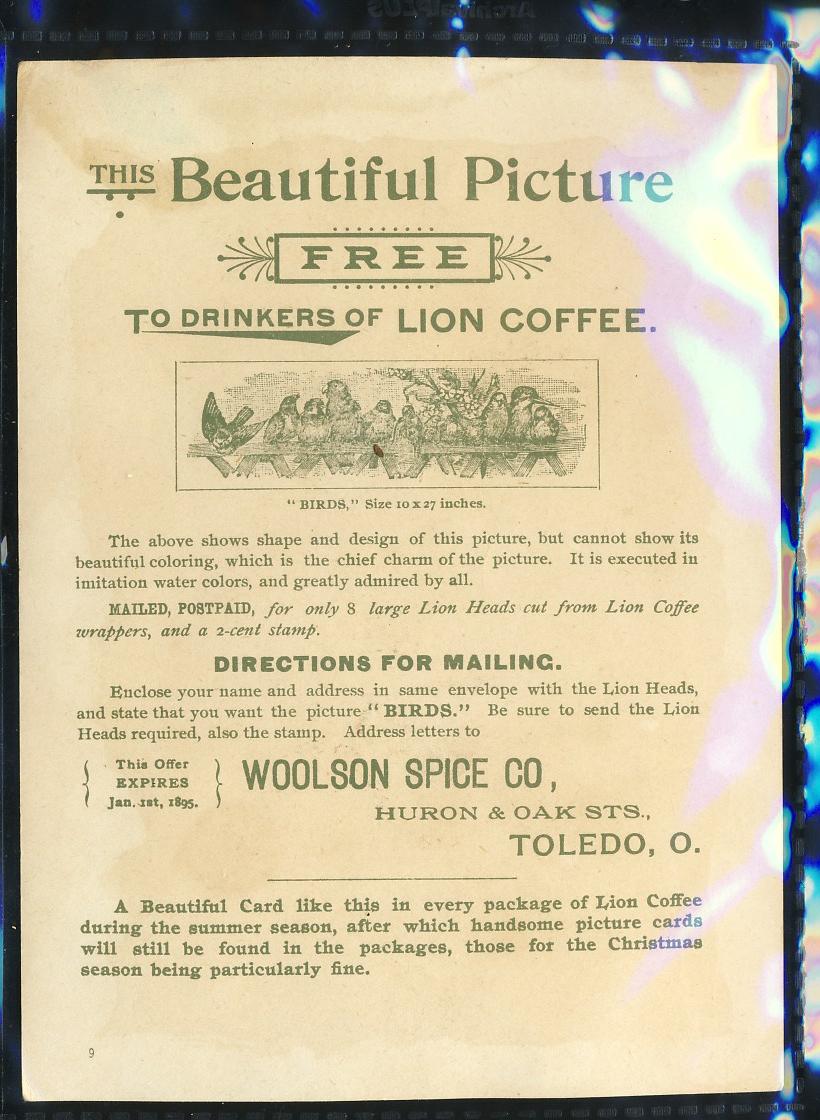 THIS Beautiful Picture
FREE
TO DRINKERS OF LION COFFEE.
"BIRDS," Size 10 x 27 inches.
The above shows shape and design of this picture, but cannot show its
beautiful coloring, which is the chief charm of the picture. It is executed in
imitation water colors, and greatly admired by all.
MAILED, POSTPAID, for only 8 large Lion Heads cut from Lion Coffee
wrappers, and a 2-cent stamp.
DIRECTIONS FOR MAILING.
Enclose your name and address in same envelope with the Lion Heads,
and state that you want the picture "BIRDS." Be sure to send the Lion
Heads required, also the stamp. Address letters to
This Offer
EXPIRES
Jan. 1st, 1895.
WOOLSON SPICE CO,
HURON & OAK STS.,
TOLEDO, O.
A Beautiful Card like this in every package of Lion Coffee
during the summer season, after which handsome picture cards
will still be found in the packages, those for the Christmas
season being particularly fine.
9